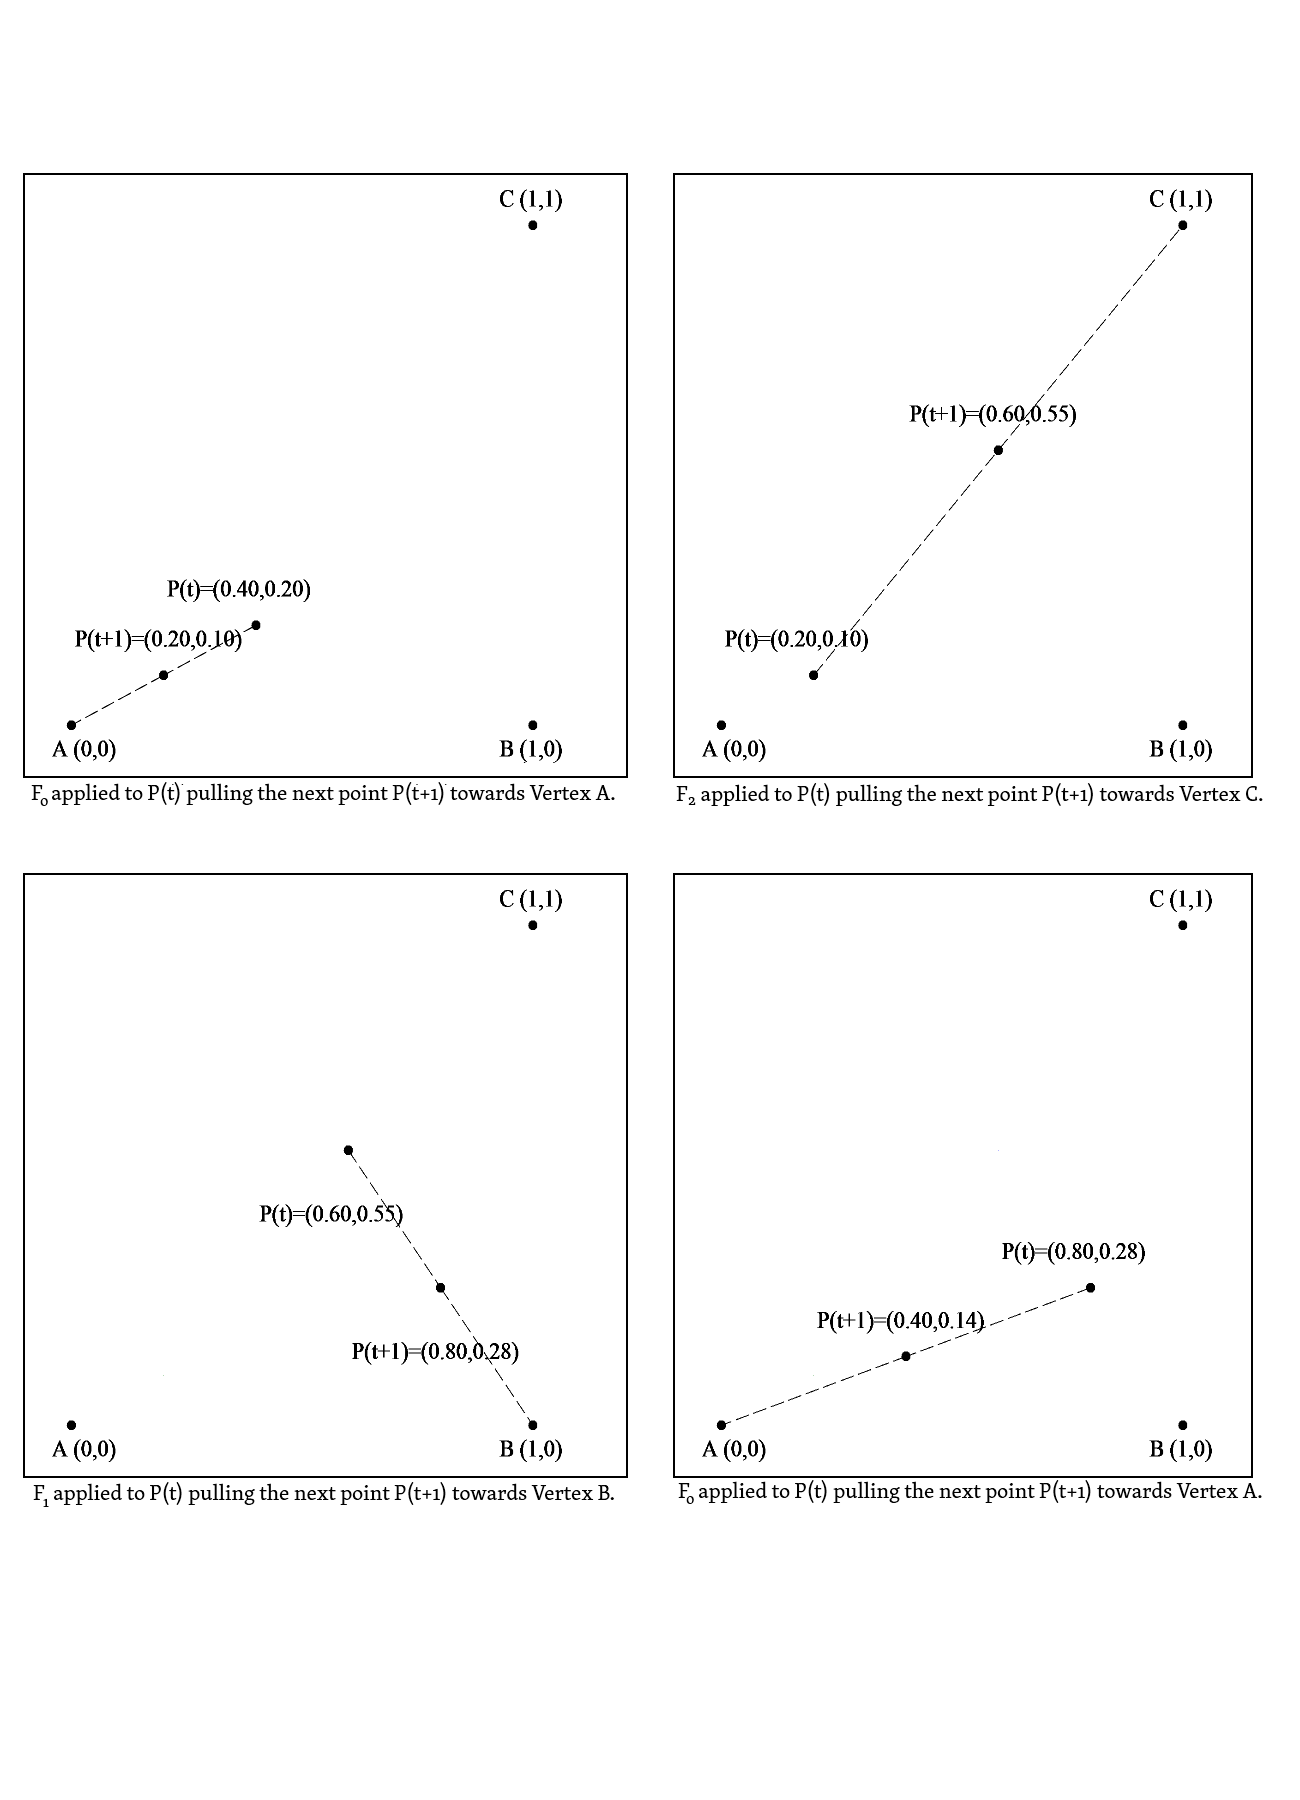 C (1,1)
P(t)=(0.40,0.20)
P(t+1)=(0.20,0.10)
A (0,0)
B (1,0)
F₀ applied to P(t) pulling the next point P(t+1) towards Vertex A.
C (1,1)
P(t+1)=(0.60,0.55)
P(t)=(0.20,0.10)
A (0,0)
B (1,0)
F₂ applied to P(t) pulling the next point P(t+1) towards Vertex C.
C (1,1)
P(t)=(0.60,0.55)
P(t+1)=(0.80,0.28)
A (0,0)
B (1,0)
F₁ applied to P(t) pulling the next point P(t+1) towards Vertex B.
C (1,1)
P(t)=(0.80,0.28)
P(t+1)=(0.40,0.14)
A (0,0)
B (1,0)
F₀ applied to P(t) pulling the next point P(t+1) towards Vertex A.